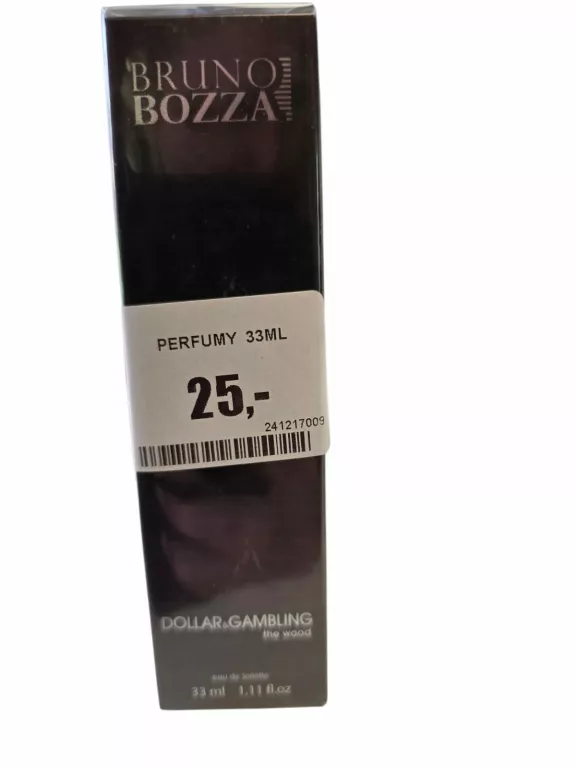 BRUNO
BOZZA
PERFUMY 33ML
25,-
241217009
DOLLAR&GAMBLING
the wood
eau de toilette
33 ml 1.11 fl.oz